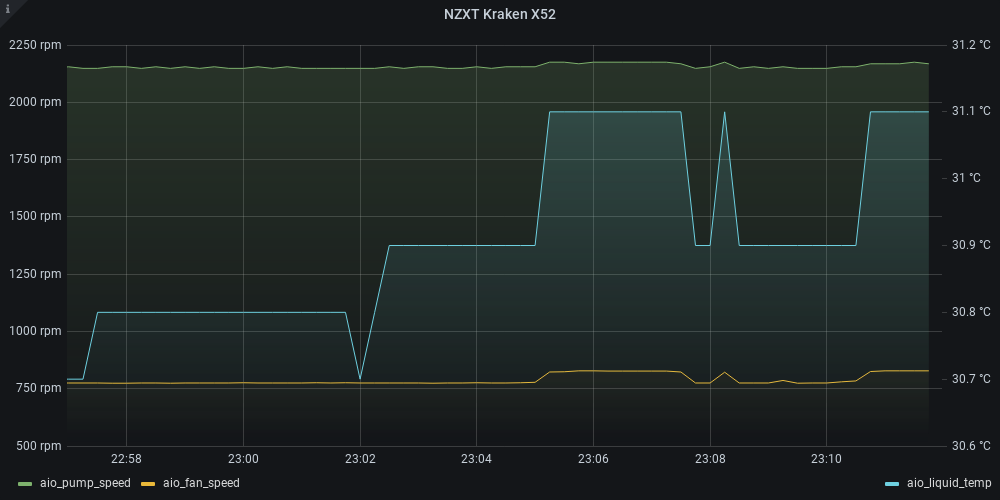 i
NZXT Kraken X52
2250 rpm 31.2 °C
2000 rpm 31.1 °C
1750 rpm 31 °C
1500 rpm 30.9 °C
1250 rpm 30.8 °C
1000 rpm 30.7 °C
750 rpm 30.6 °C
500 rpm
22:58 23:00 23:02 23:04 23:06 23:08 23:10
aio_pump_speed aio_fan_speed aio_liquid_temp